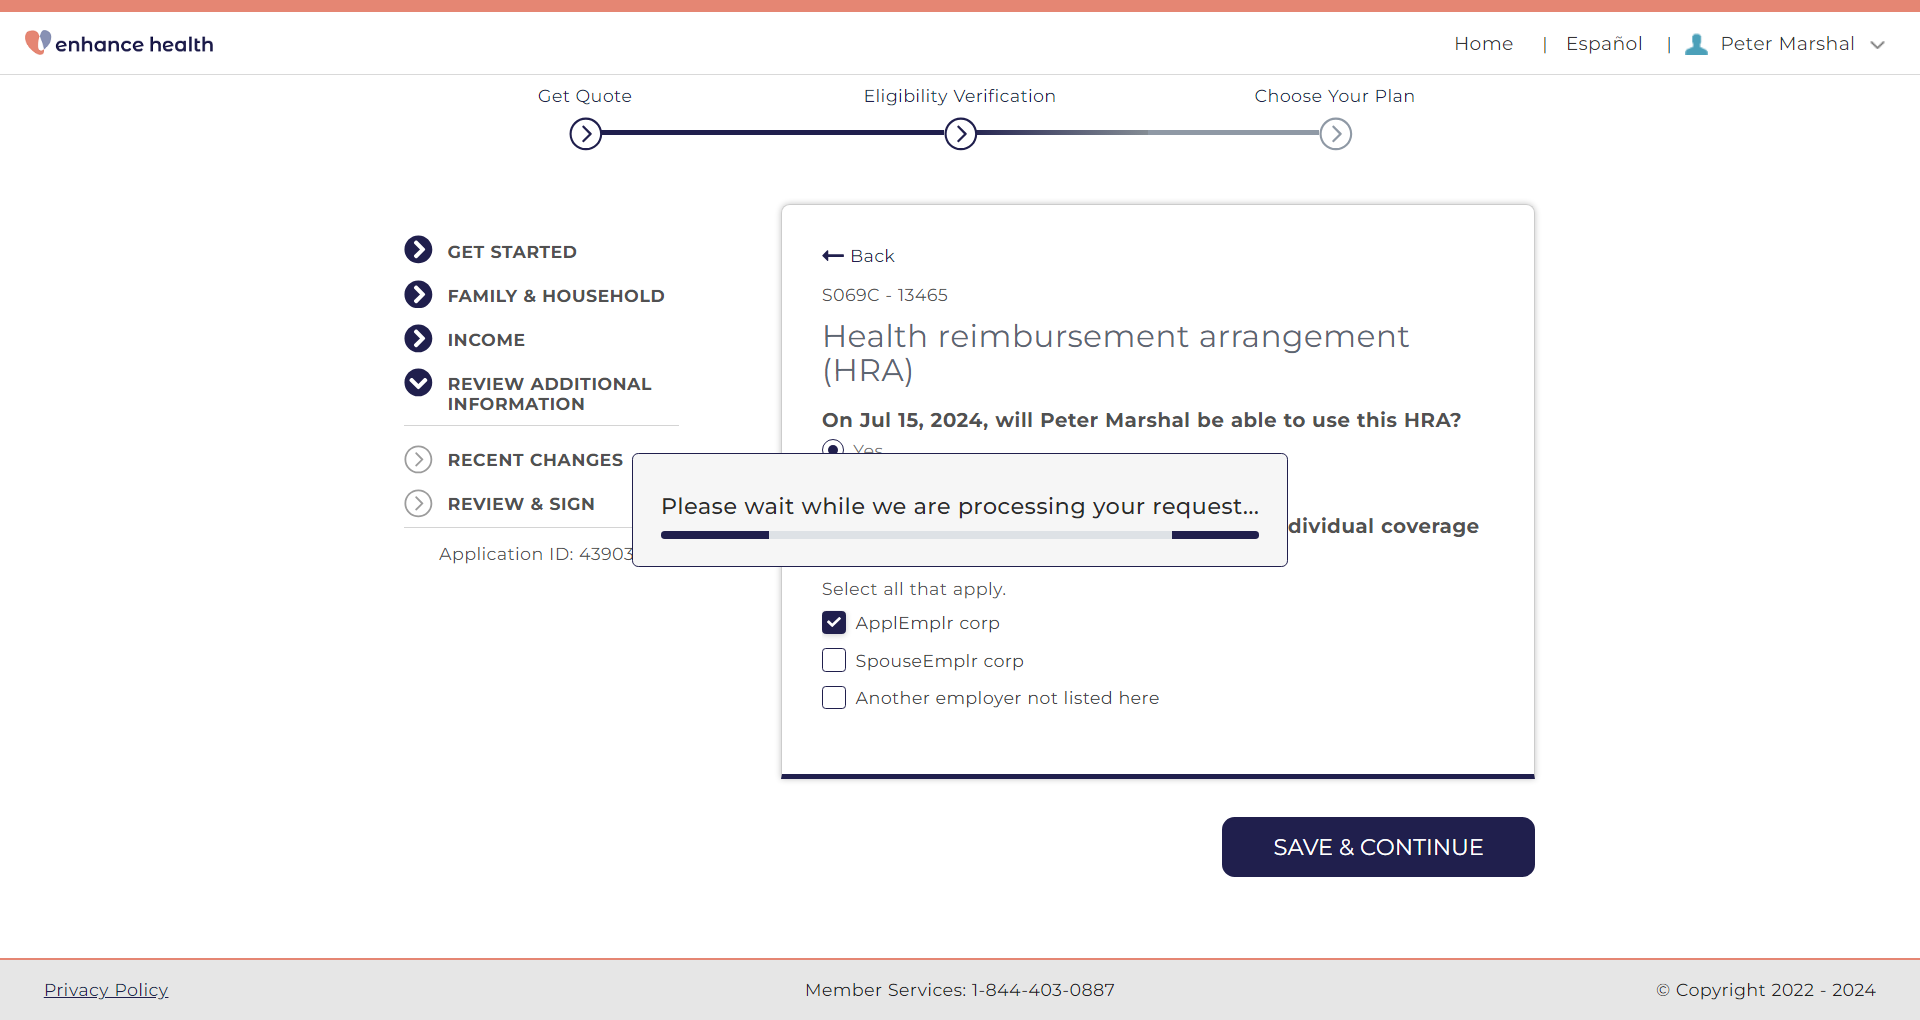 enhance health
Home | Español | Peter Marshal
Get Quote
Eligibility Verification
Choose Your Plan
GET STARTED
FAMILY & HOUSEHOLD
INCOME
REVIEW ADDITIONAL
INFORMATION
RECENT CHANGES
REVIEW & SIGN
Application ID: 43903
Back
S069C - 13465
Health reimbursement arrangement
(HRA)
On Jul 15, 2024, will Peter Marshal be able to use this HRA?
Yes
Please wait while we are processing your request...
coverage
Select all that apply.
ApplEmplr corp
SpouseEmplr corp
Another employer not listed here
SAVE & CONTINUE
Privacy Policy
Member Services: 1-844-403-0887
© Copyright 2022 - 2024